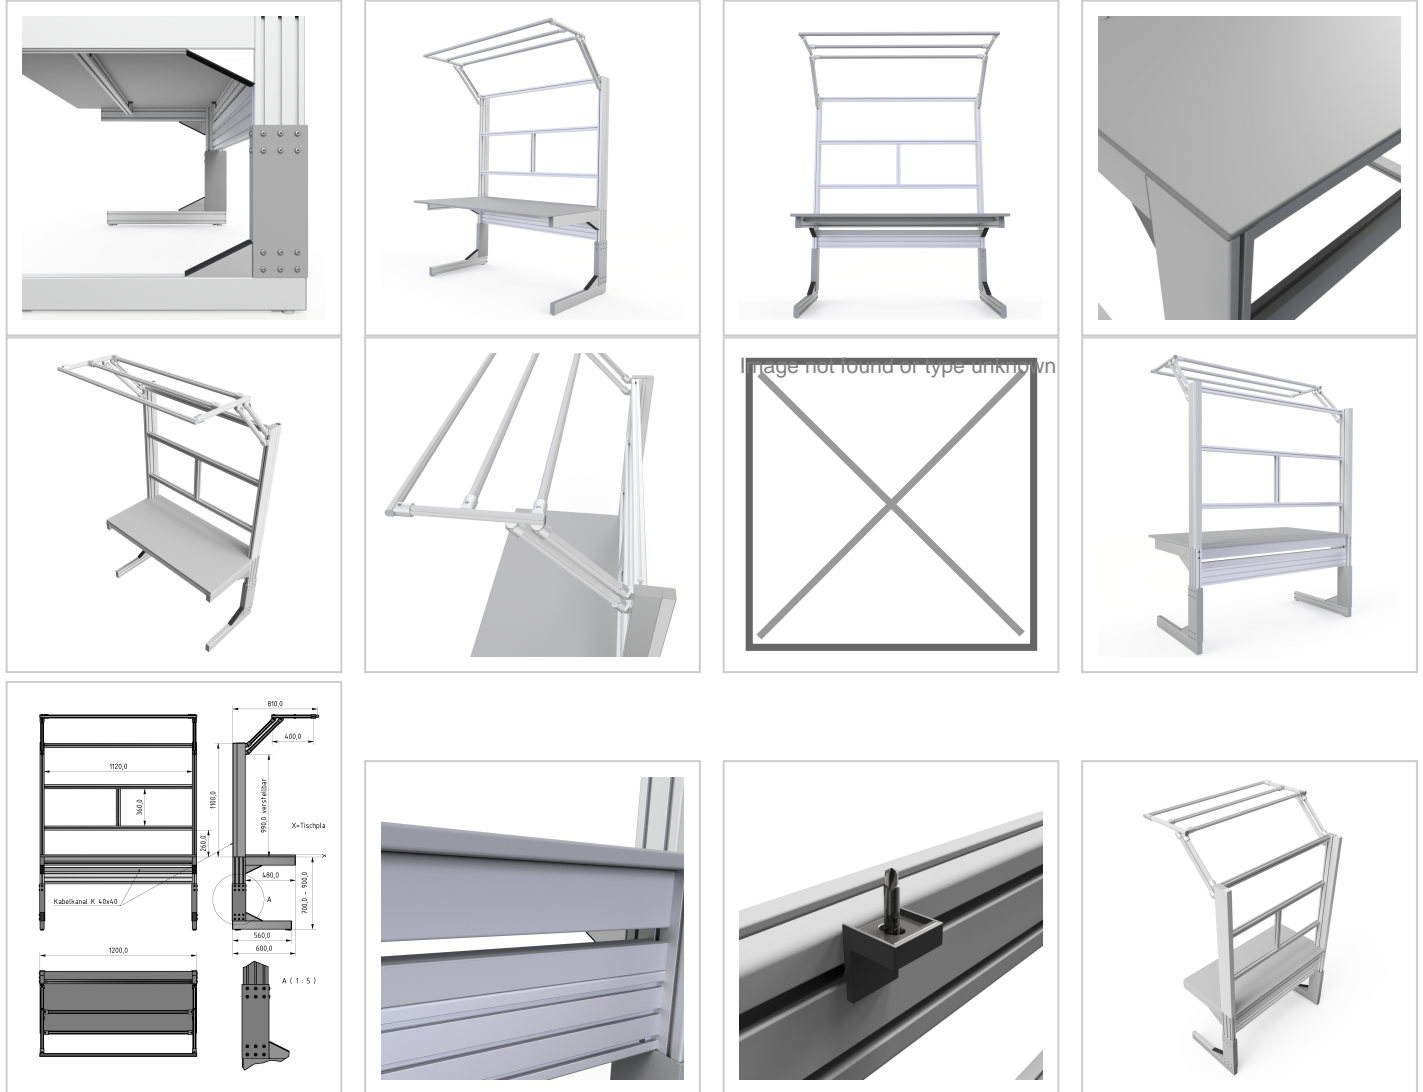 Image not found or type unknown
810,0
400,0
1120,0
360,0
1100,0
990,0 verstellbar
X=Tischpla
260,0
X
480,0
700,0 - 900,0
Kabelkanal K 40x40
A
560,0
600,0
1200,0
A ( 1 : 5 )